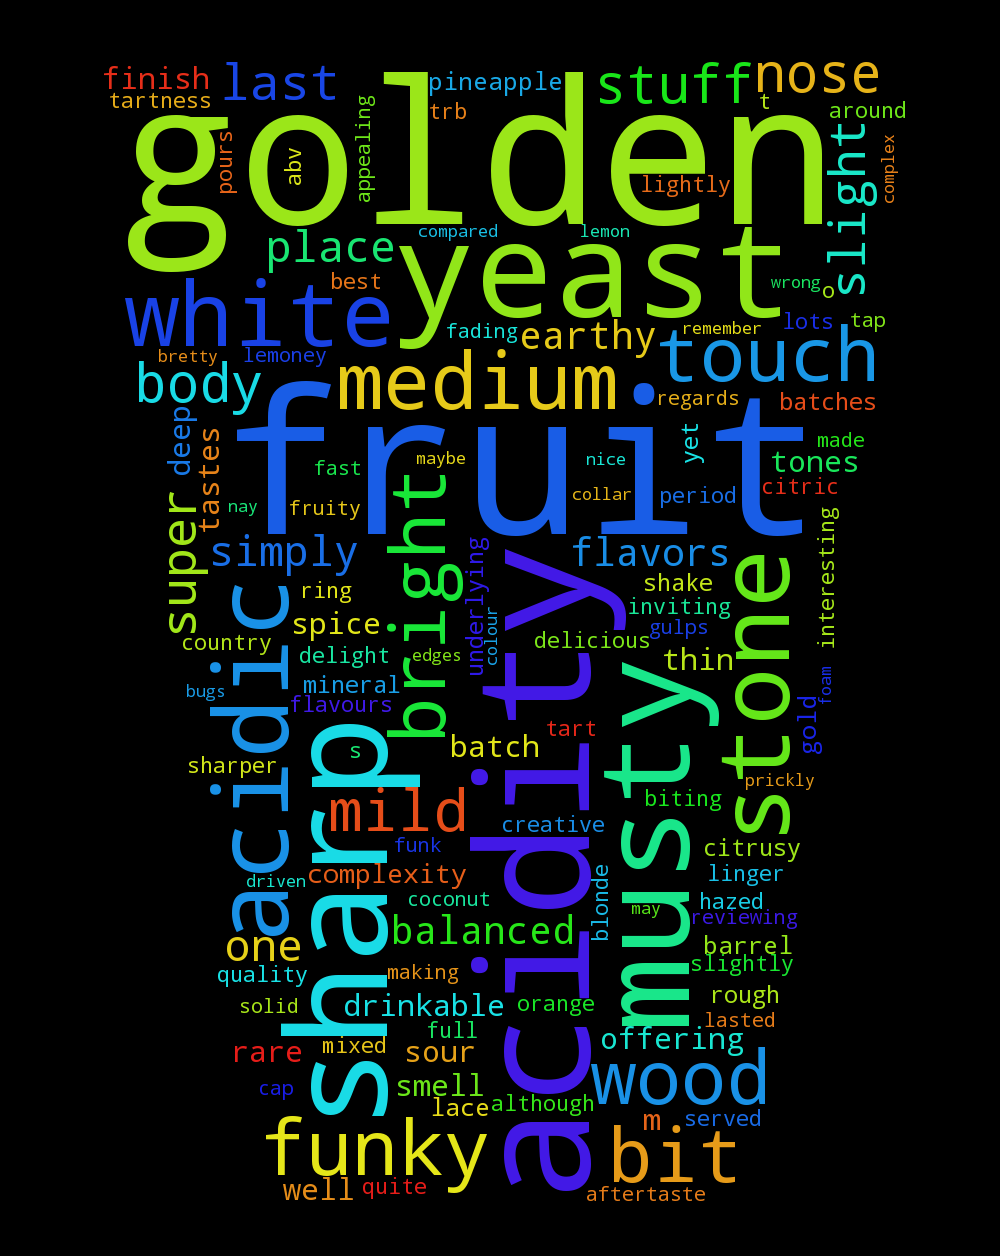 finish
last
pineapple
stuff
nose
tartness
trb
t
around
golden
pours
abv
appealing
lightly
slight
complex
place
compared
lemon
yeast
best
wrong
o
white
fading
earthy
remember
lots
tap
bretty
lemoney
touch
body
medium
regards
batches
deep
tastes
fruit
yet
made
fast
maybe
nice
tones
super
nay
fruity
collar
period
citric
simply
bright
flavors
interesting
acidic
ring
underlying
shake
stone
spice
colour
inviting
country
delight
edges
delicious
gulps
thin
bugs
mineral
foam
flavours
gold
sharp
s
batch
tart
musty
sharper
acidity
prickly
mild
biting
creative
funk
citrusy
driven
complexity
linger
coconut
blonde
may
hazed
reviewing
one
balanced
barrel
quality
making
slightly
solid
drinkable
orange
rough
full
lasted
rare
mixed
sour
offering
cap
smell
wood
lace
although
m
served
funky
bit
well
quite
aftertaste